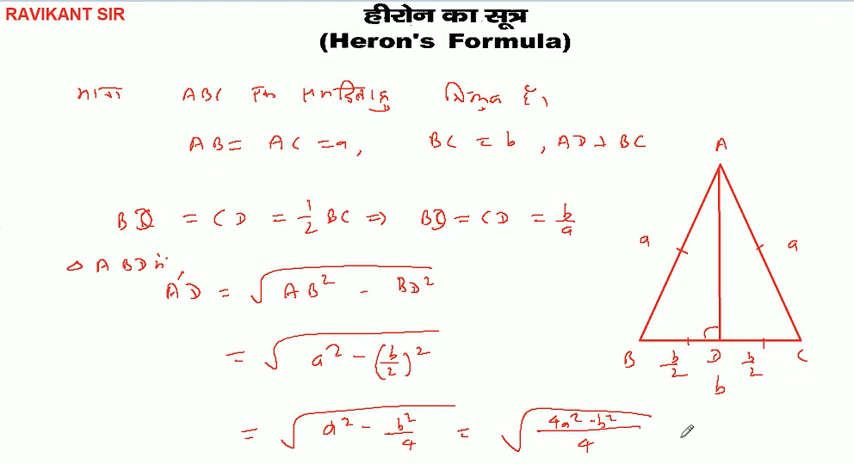 RAVIKANT SIR
हीरोन का सूत्र
(Heron's Formula)
माना ABC एक समद्विबाहु त्रिभुज है।
AB = AC = a, BC = b, AD ⊥ BC
BD = CD = 1/2 BC ⇒ BD = CD = b/a
△ ABD में
AD = √(AB² - BD²)
= √(a² - (b/2)²)
= √(a² - b²/4) = √((4a² - b²)/4)
A
a a
B b/2 D b/2 C
b